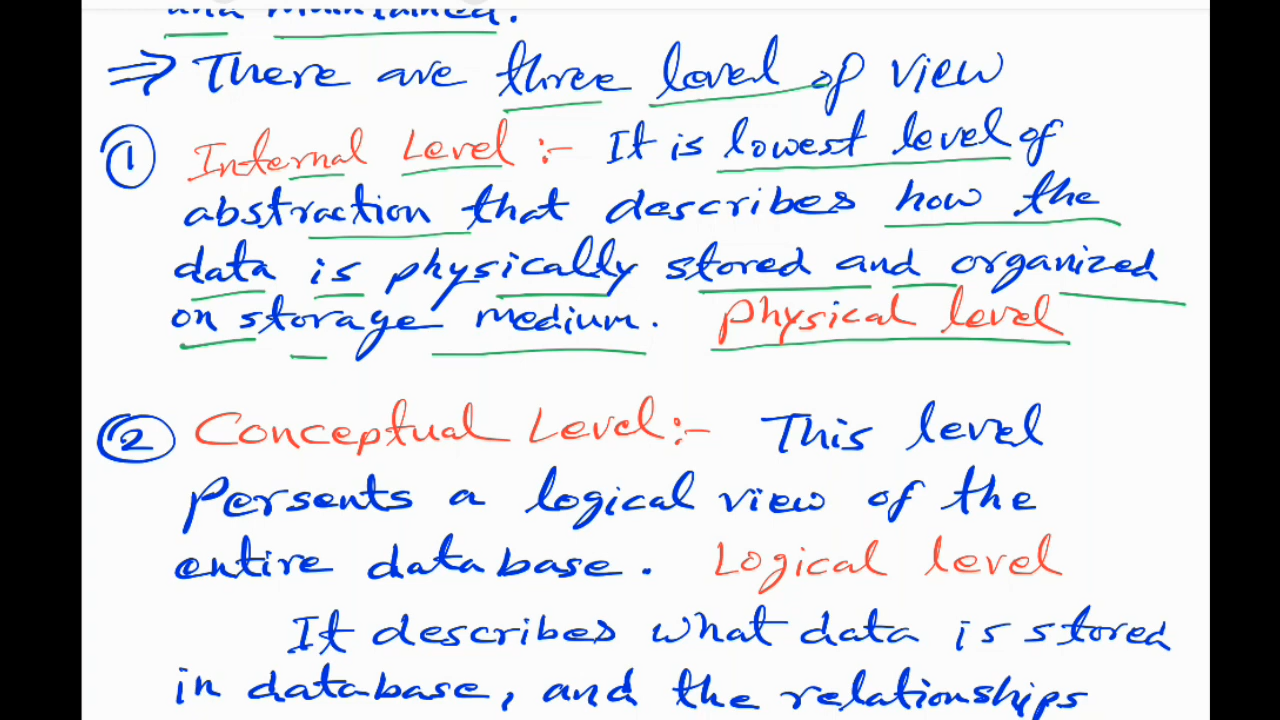 and maintained.
⇒ There are three level of view
① Internal Level :- It is lowest level of
abstraction that describes how the
data is physically stored and organized
on storage medium. Physical level
② Conceptual Level :- This level
Persents a logical view of the
entire database. Logical level
It describes what data is stored
in database, and the relationships